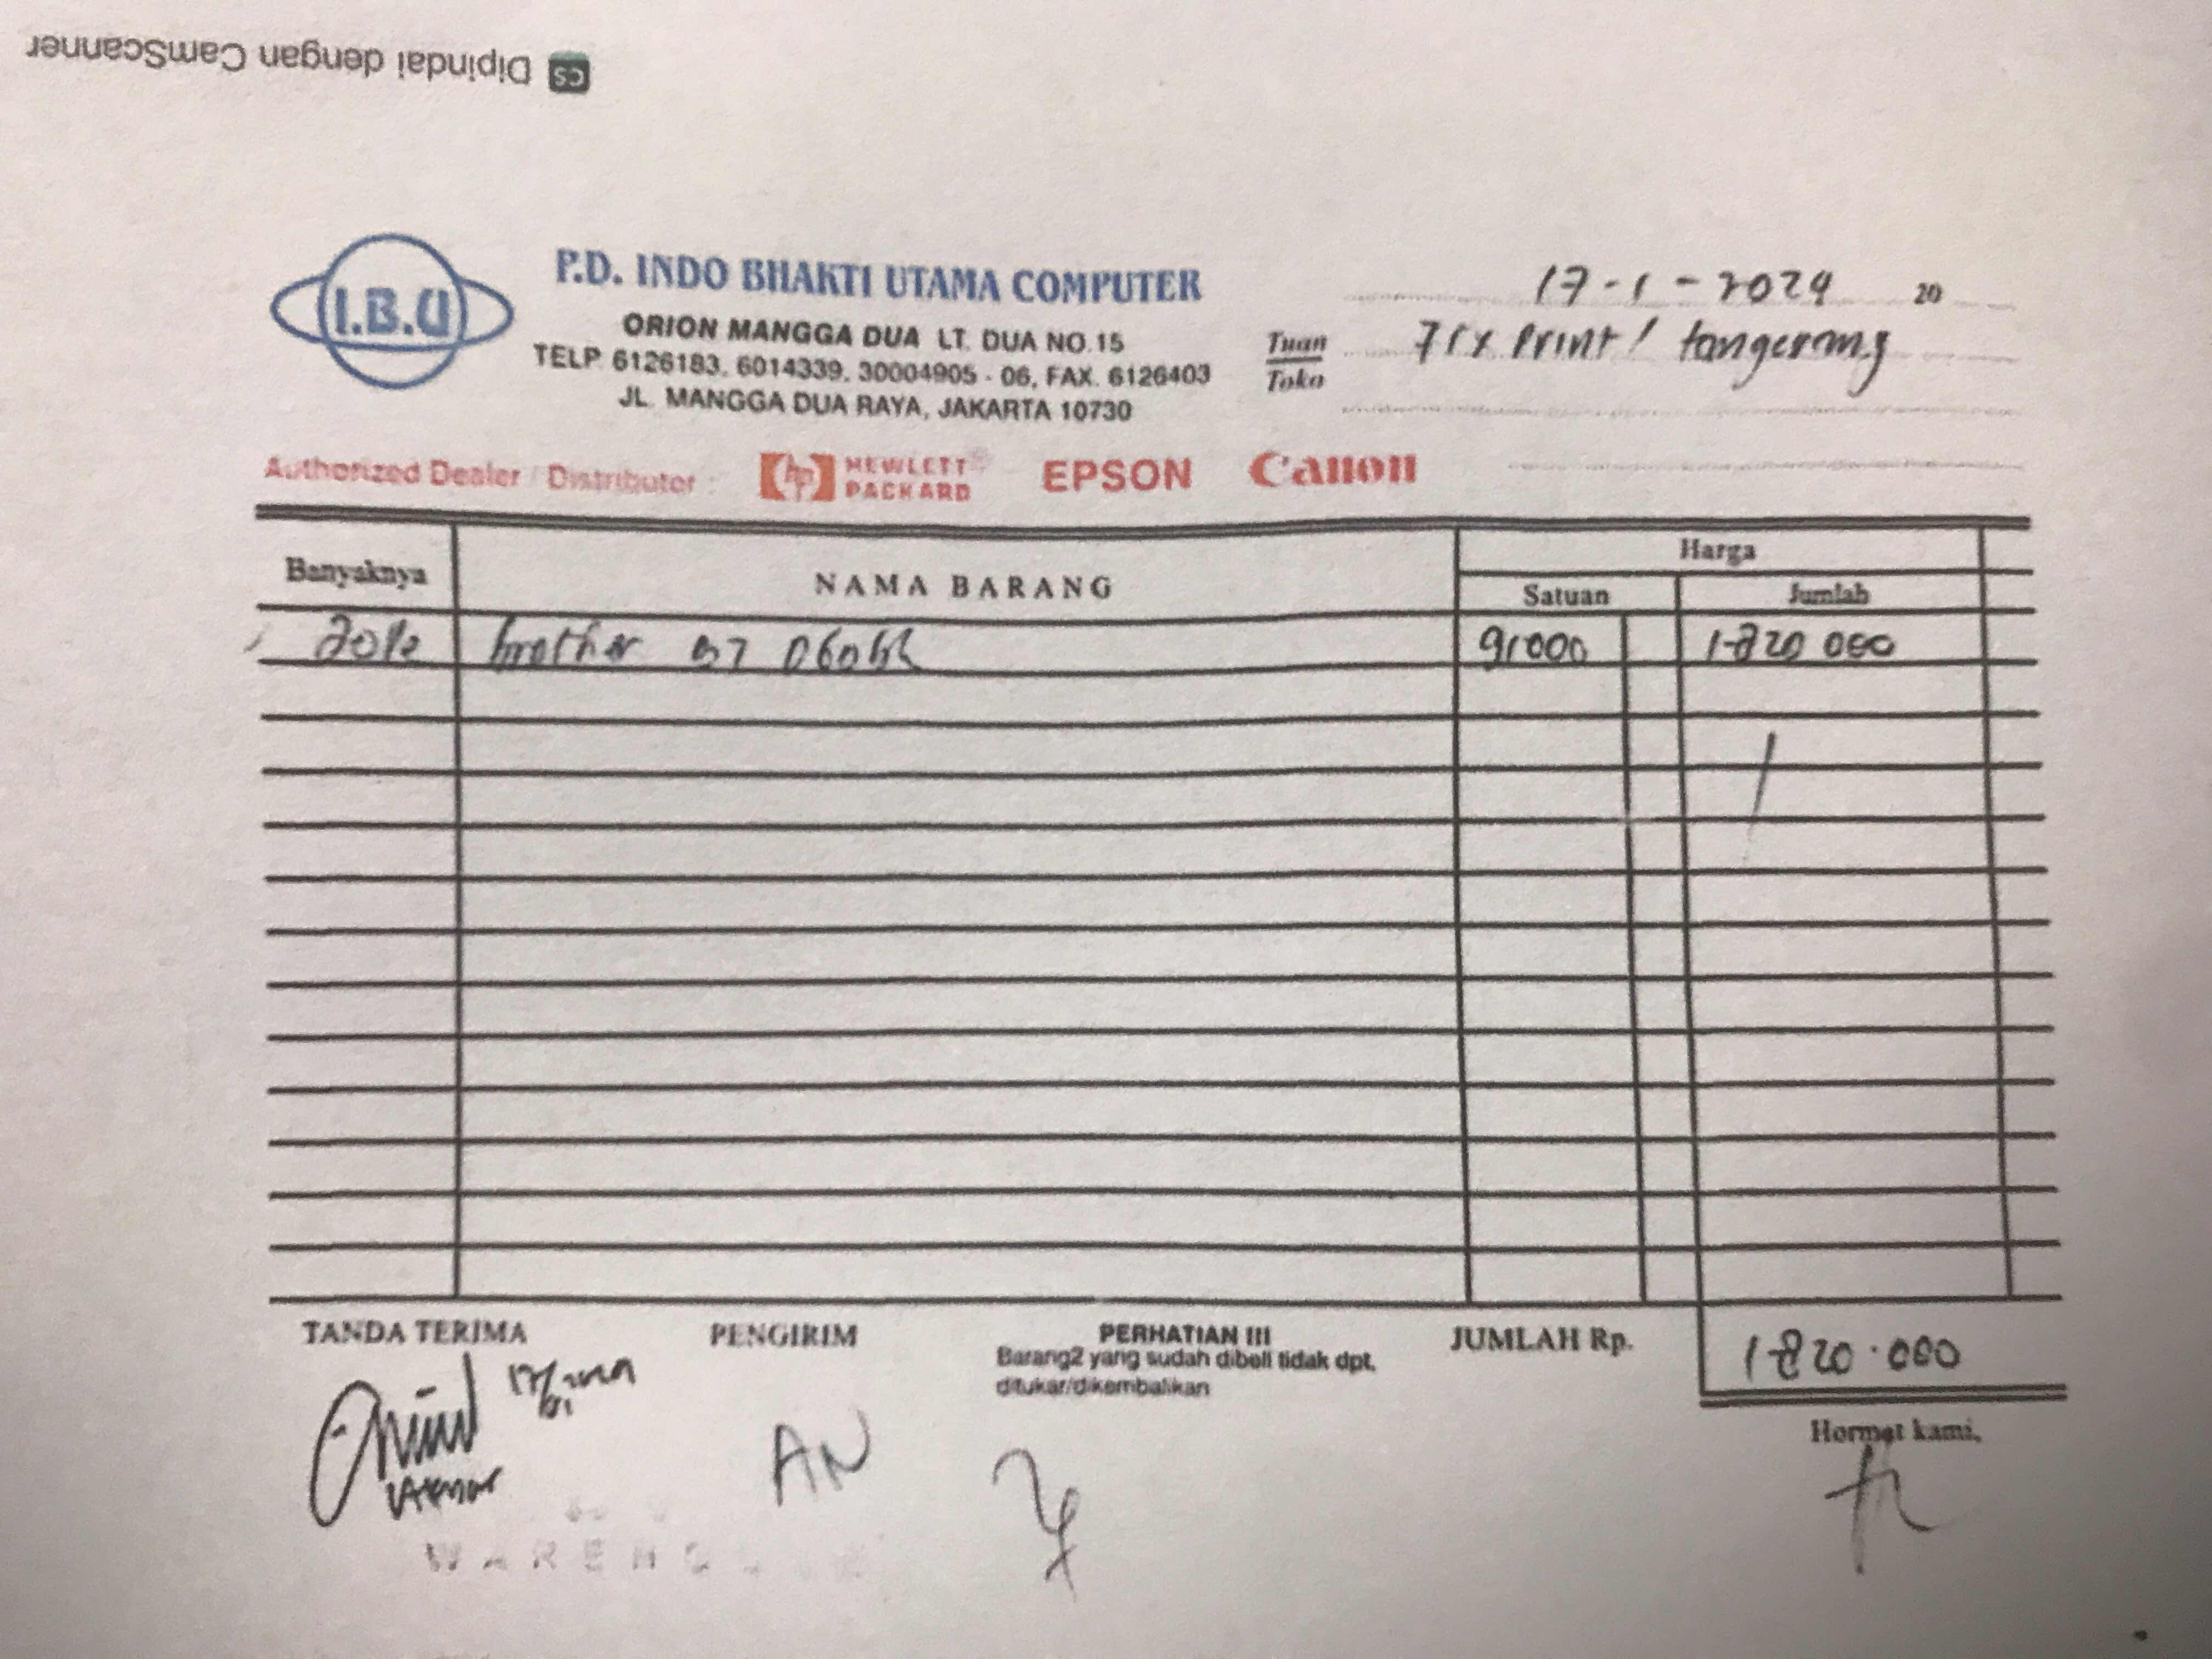 Dipindai dengan CamScanner
CS
I.B.U
P.D. INDO BHAKTI UTAMA COMPUTER
ORION MANGGA DUA LT. DUA NO.15
TELP. 6126183, 6014339, 30004905 - 06, FAX. 6126403
JL. MANGGA DUA RAYA, JAKARTA 10730
17-1-2024 20
Tuan
Toko
Print / tangerang
Authorized Dealer / Distributor : hp HEWLETT PACKARD EPSON Canon
Banyaknya NAMA BARANG Harga
Satuan Jumlah
brother 91000 1-820 000
TANDA TERIMA PENGIRIM PERHATIAN !!! JUMLAH Rp. 1-820.000
Barang2 yang sudah dibeli tidak dpt.
ditukar/dikembalikan
Hormat kami,
AN